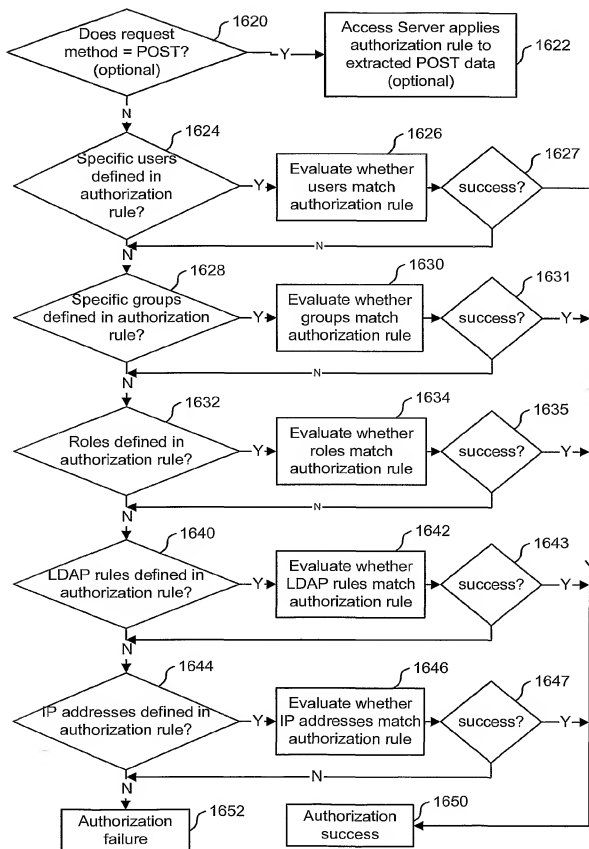 1620
Does request
method = POST?
(optional)
Y
Access Server applies
authorization rule to
extracted POST data
(optional)
1622
N
1624
Specific users
defined in
authorization
rule?
Y
1626
Evaluate whether
users match
authorization rule
1627
success?
N
N
1628
Specific groups
defined in authorization
rule?
Y
1630
Evaluate whether
groups match
authorization rule
1631
success?
Y
N
N
1632
Roles defined in
authorization rule?
Y
1634
Evaluate whether
roles match
authorization rule
1635
success?
Y
N
N
1640
LDAP rules defined in
authorization rule?
Y
1642
Evaluate whether
LDAP rules match
authorization rule
1643
success?
Y
Y
N
1644
IP addresses defined in
authorization rule?
Y
1646
Evaluate whether
IP addresses match
authorization rule
1647
success?
Y
N
N
1652
Authorization
failure
1650
Authorization
success